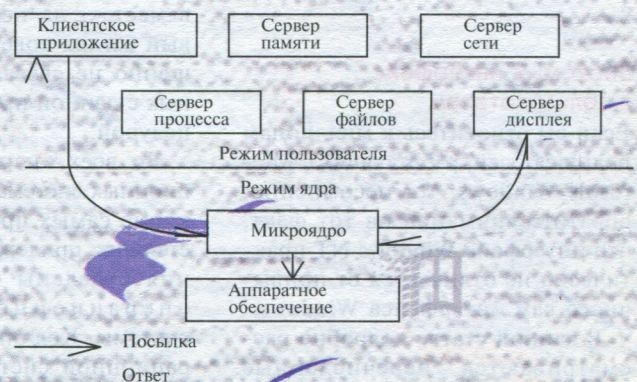 Клиентское
приложение
Сервер
памяти
Сервер
сети
Сервер
процесса
Сервер
файлов
Сервер
дисплея
Режим пользователя
Режим ядра
Микроядро
Аппаратное
обеспечение
Посылка
Ответ